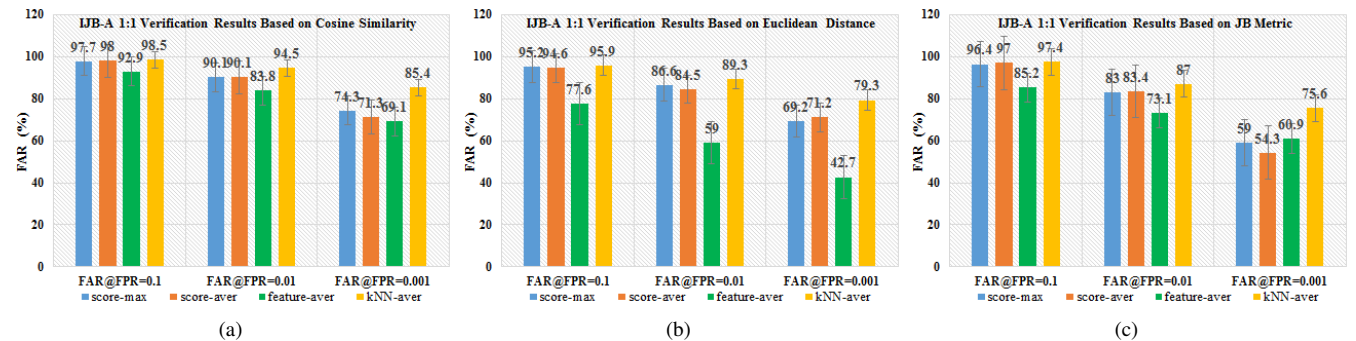 IJB-A 1:1 Verification Results Based on Cosine Similarity
FAR (%)
120
100
80
60
40
20
0
97.7 98 92.9 98.5
90.1 90.1 83.8 94.5
74.3 71.3 69.1 85.4
FAR@FPR=0.1 FAR@FPR=0.01 FAR@FPR=0.001
score-max score-aver feature-aver kNN-aver
(a)
IJB-A 1:1 Verification Results Based on Euclidean Distance
FAR (%)
120
100
80
60
40
20
0
95.2 94.6 77.6 95.9
86.6 84.5 59 89.3
69.2 71.2 42.7 79.3
FAR@FPR=0.1 FAR@FPR=0.01 FAR@FPR=0.001
score-max score-aver feature-aver kNN-aver
(b)
IJB-A 1:1 Verification Results Based on JB Metric
FAR (%)
120
100
80
60
40
20
0
96.4 97 85.2 97.4
83 83.4 73.1 87
59 54.3 60.9 75.6
FAR@FPR=0.1 FAR@FPR=0.01 FAR@FPR=0.001
score-max score-aver feature-aver kNN-aver
(c)